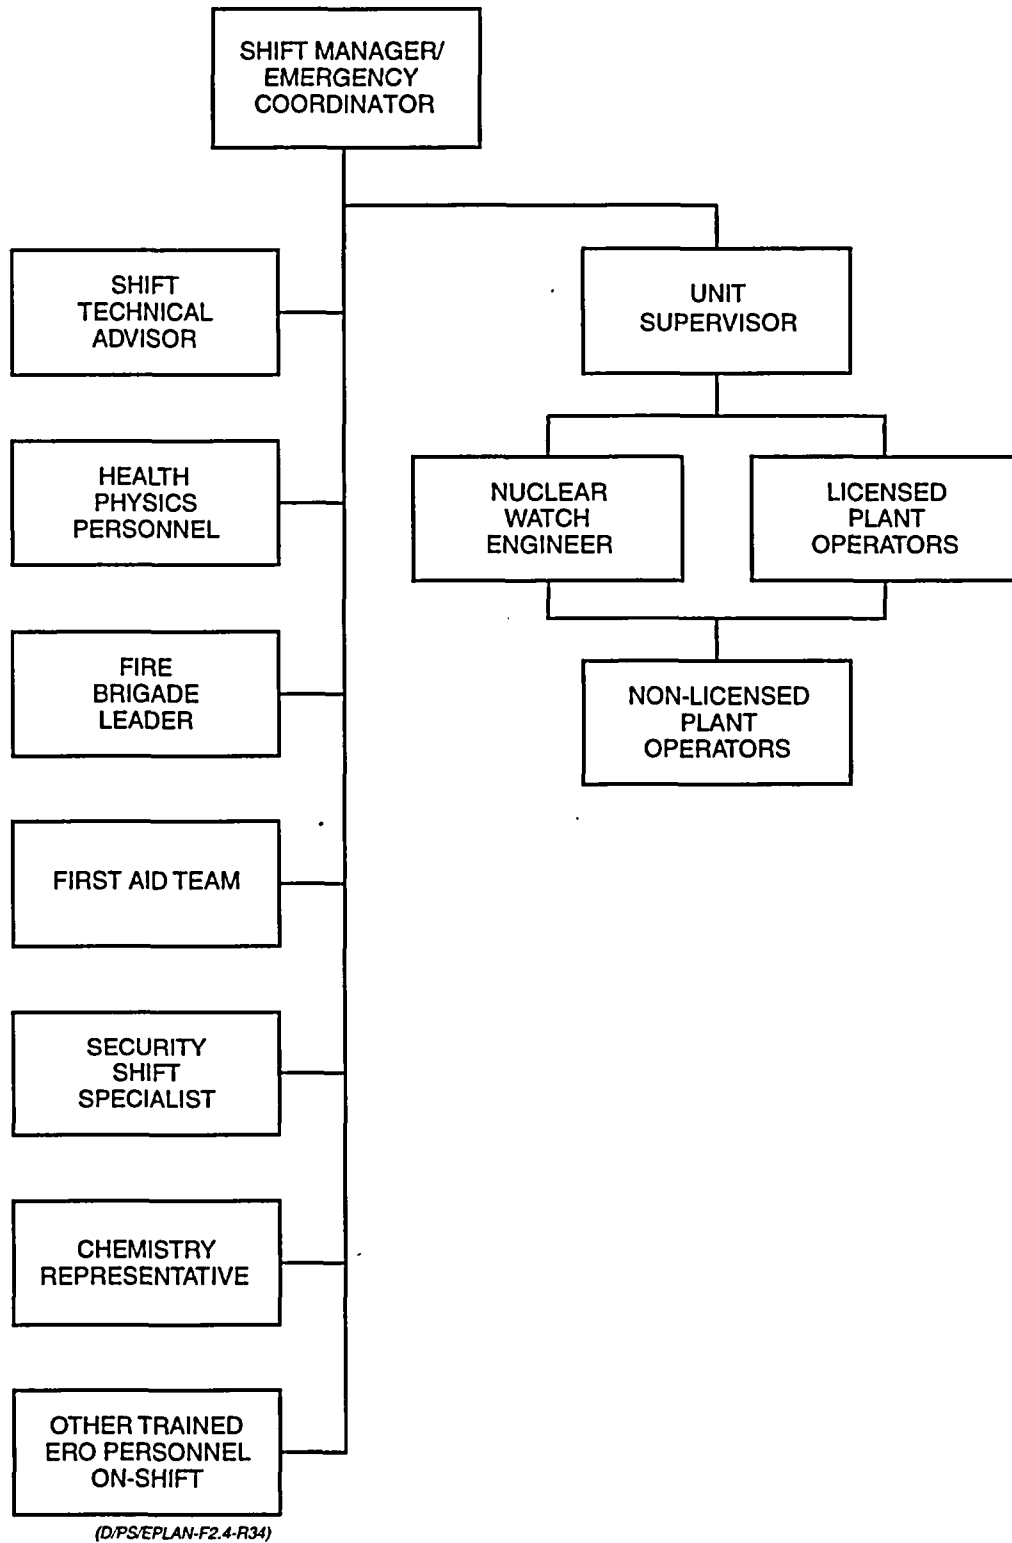 SHIFT MANAGER/
EMERGENCY
COORDINATOR
SHIFT
TECHNICAL
ADVISOR
UNIT
SUPERVISOR
HEALTH
PHYSICS
PERSONNEL
NUCLEAR
WATCH
ENGINEER
LICENSED
PLANT
OPERATORS
FIRE
BRIGADE
LEADER
NON-LICENSED
PLANT
OPERATORS
FIRST AID TEAM
SECURITY
SHIFT
SPECIALIST
CHEMISTRY
REPRESENTATIVE
OTHER TRAINED
ERO PERSONNEL
ON-SHIFT
(D/PS/EPLAN-F2.4-R34)